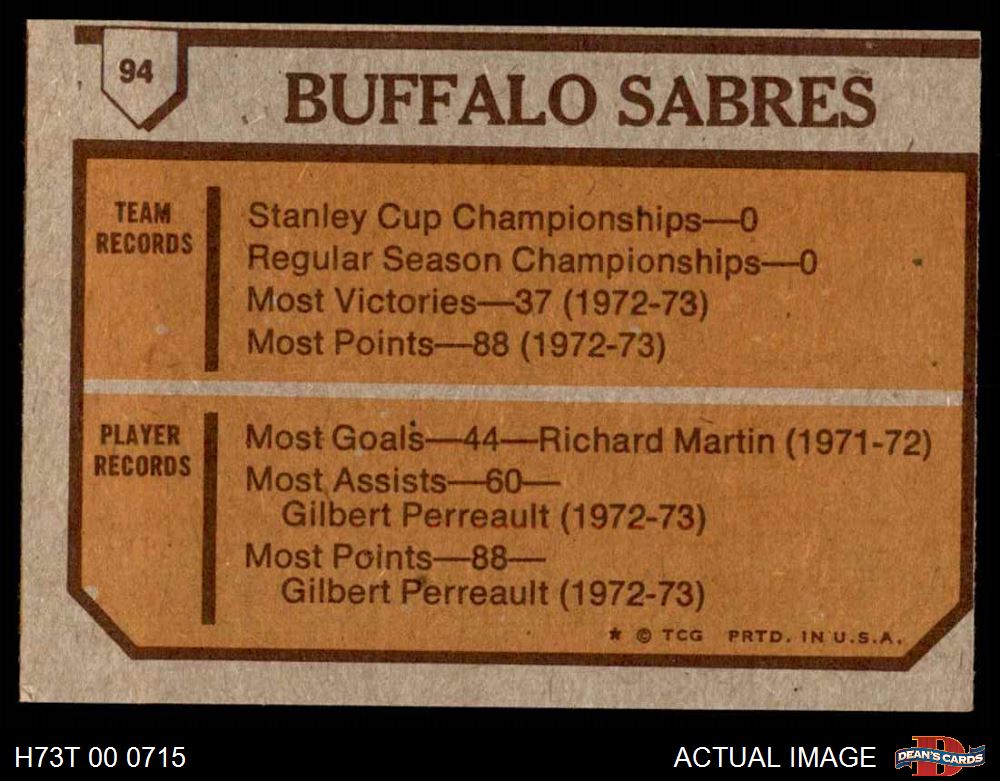 94
BUFFALO SABRES
TEAM
RECORDS
Stanley Cup Championships—0
Regular Season Championships—0
Most Victories—37 (1972-73)
Most Points—88 (1972-73)
PLAYER
RECORDS
Most Goals—44—Richard Martin (1971-72)
Most Assists—60—
Gilbert Perreault (1972-73)
Most Points—88—
Gilbert Perreault (1972-73)
* © TCG PRTD. IN U.S.A.
H73T 00 0715
ACTUAL IMAGE
DEAN'S CARDS